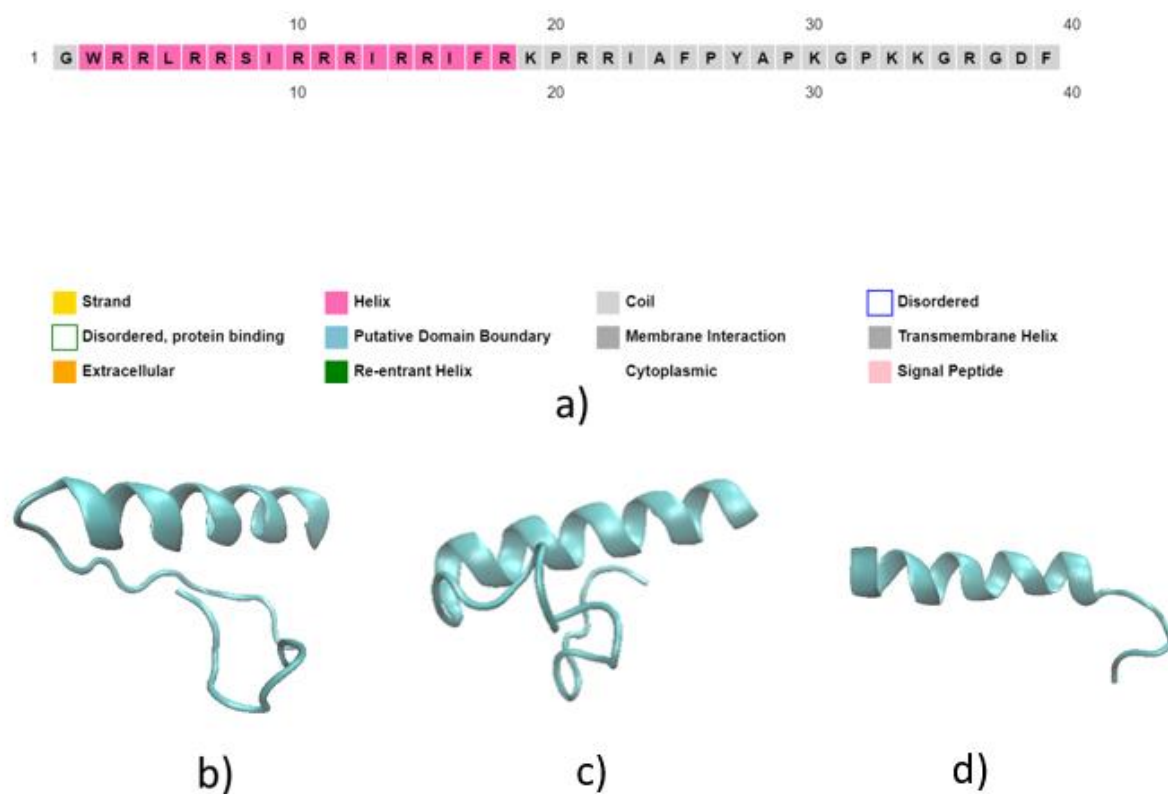 10 20 30 40
1 G W R R L R R S I R R R I R R I F R K P R R I A F P Y A P K G P K K G R G D F
10 20 30 40
Strand Helix Coil Disordered
Disordered, protein binding Putative Domain Boundary Membrane Interaction Transmembrane Helix
Extracellular Re-entrant Helix Cytoplasmic Signal Peptide
a)
b) c) d)